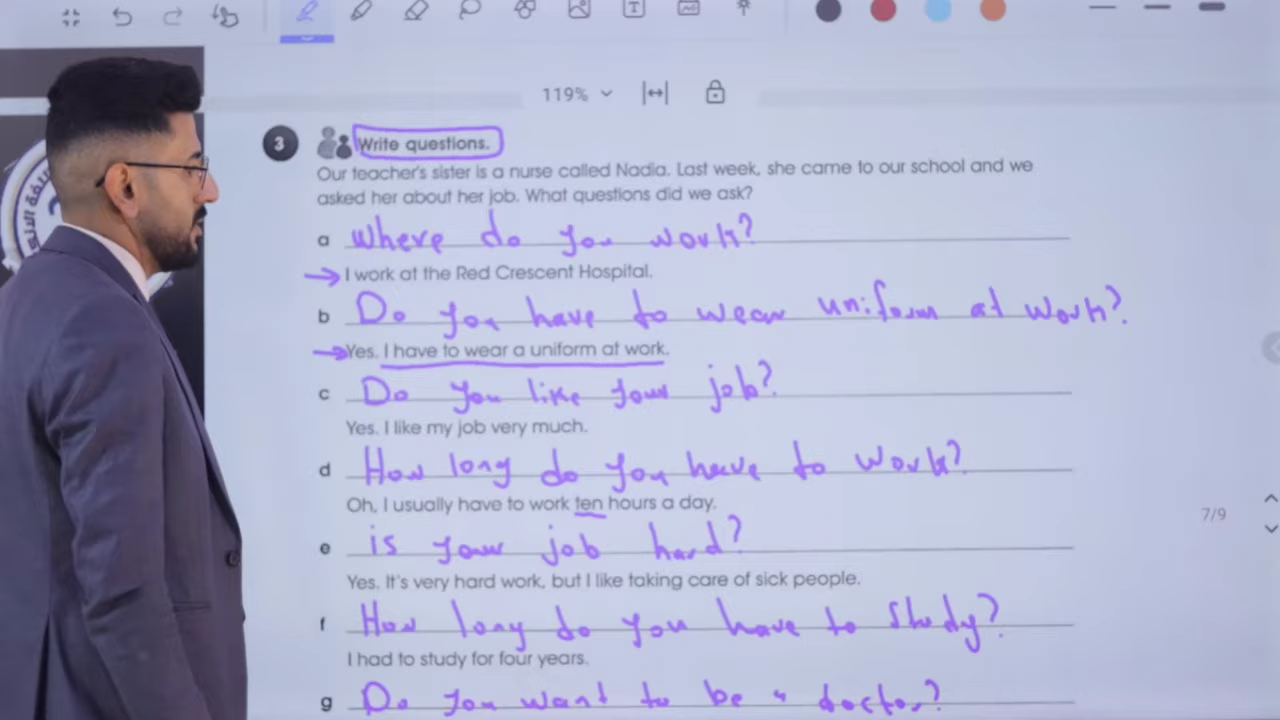 119%
3 Write questions.
Our teacher's sister is a nurse called Nadia. Last week, she came to our school and we
asked her about her job. What questions did we ask?
a Where do you work?
I work at the Red Crescent Hospital.
b Do you have to wear uniform at work?
Yes. I have to wear a uniform at work.
c Do you like your job?
Yes. I like my job very much.
d How long do you have to work?
Oh, I usually have to work ten hours a day.
7/9
e is your job hard?
Yes. It's very hard work, but I like taking care of sick people.
f How long do you have to study?
I had to study for four years.
g Do you want to be a doctor?